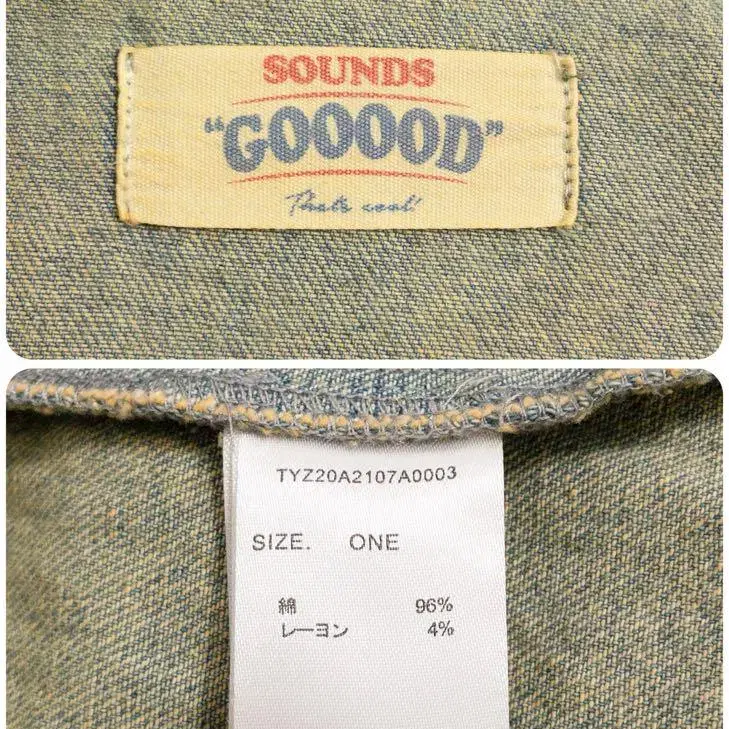 SOUNDS
“GOOOOD”
That's cool!
TYZ20A2107A0003
SIZE. ONE
綿 96%
レーヨン 4%